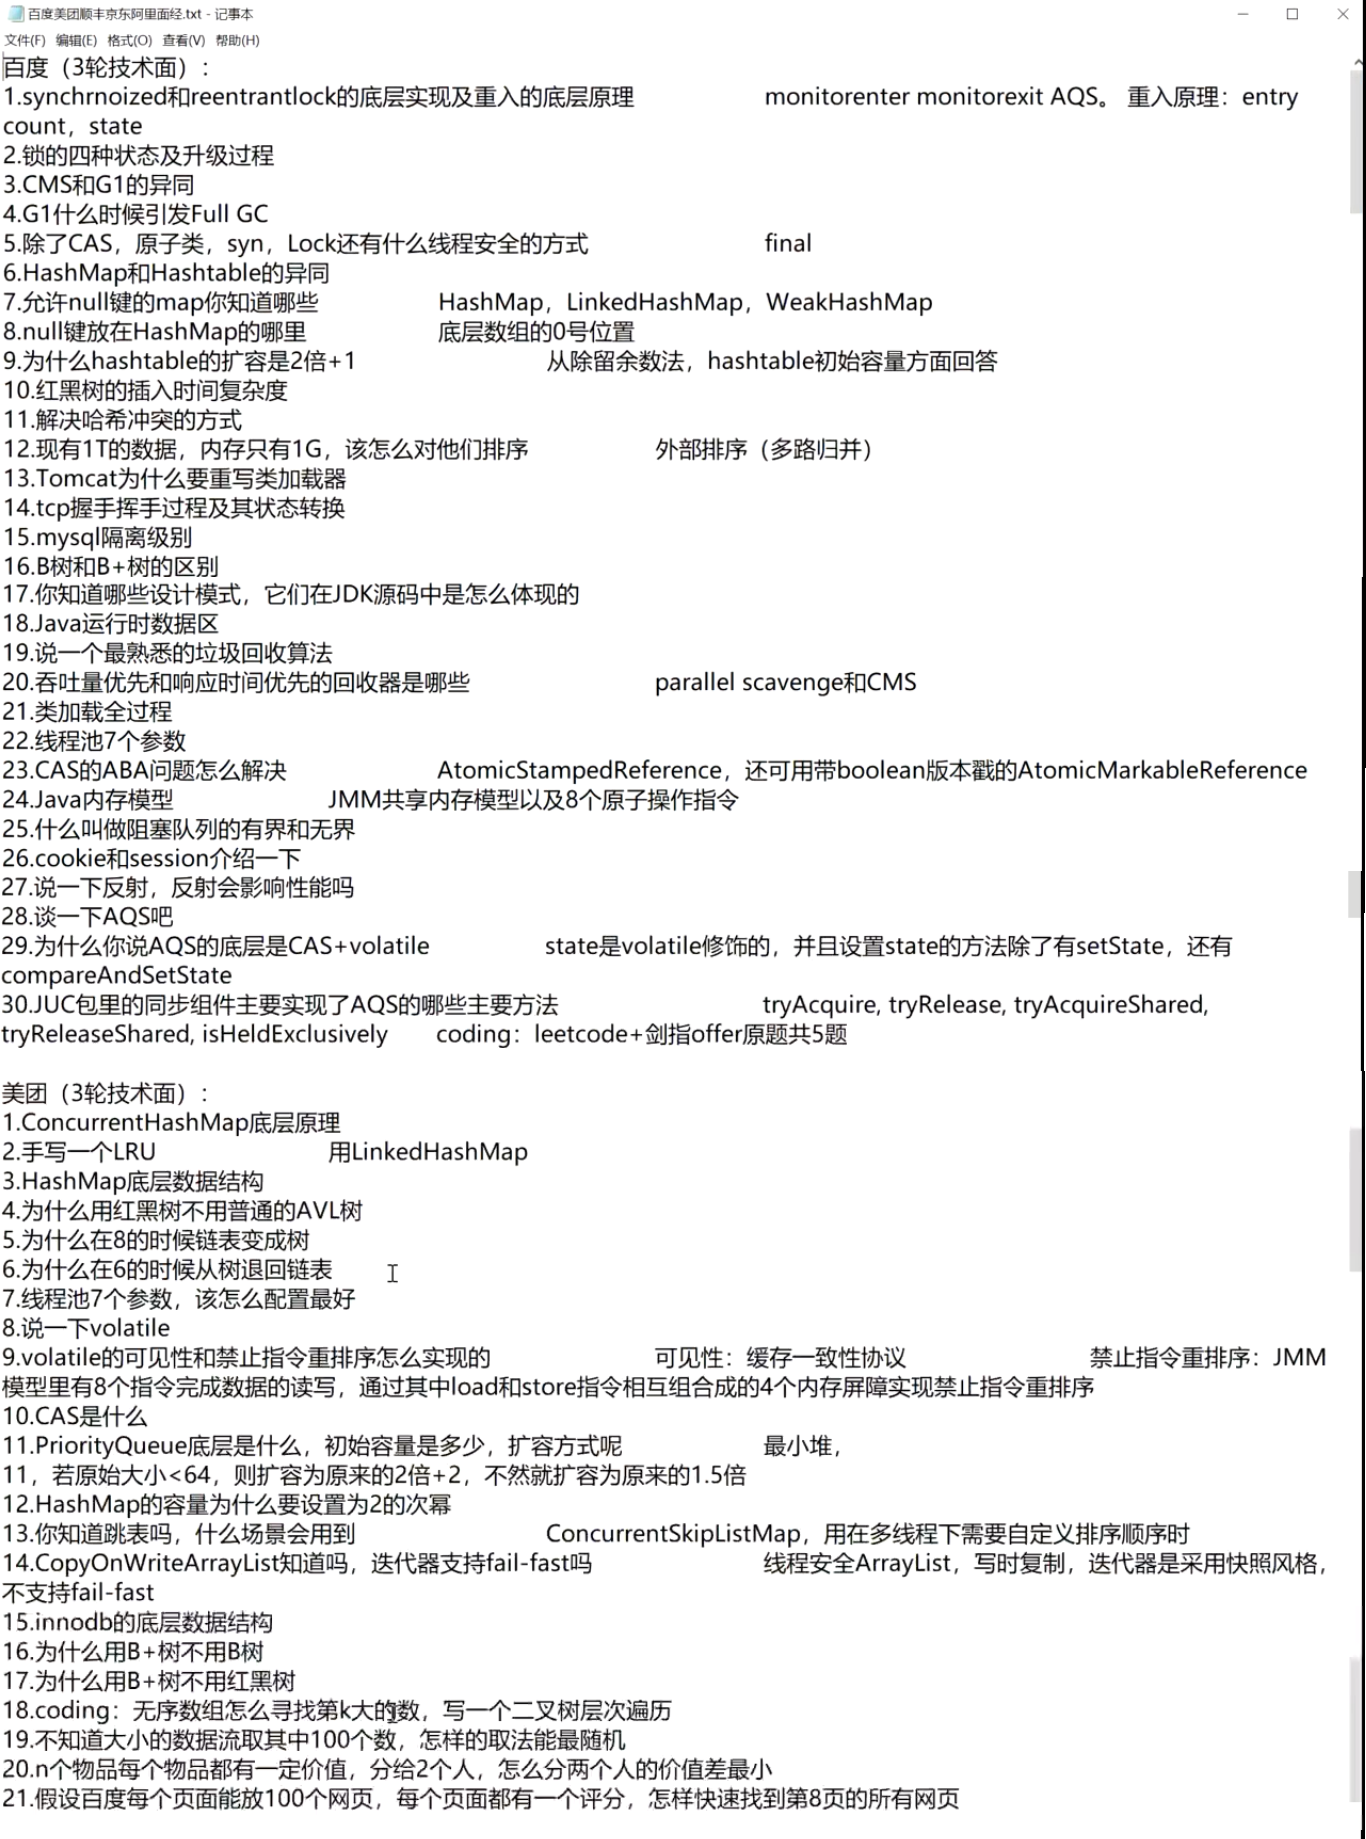 百度美团顺丰京东阿里面经.txt - 记事本
文件(F) 编辑(E) 格式(O) 查看(V) 帮助(H)
百度（3轮技术面）：
1.synchrnoized和reentrantlock的底层实现及重入的底层原理 monitorenter monitorexit AQS。 重入原理：entry
count，state
2.锁的四种状态及升级过程
3.CMS和G1的异同
4.G1什么时候引发Full GC
5.除了CAS，原子类，syn，Lock还有什么线程安全的方式 final
6.HashMap和Hashtable的异同
7.允许null键的map你知道哪些 HashMap，LinkedHashMap，WeakHashMap
8.null键放在HashMap的哪里 底层数组的0号位置
9.为什么hashtable的扩容是2倍+1 从除留余数法，hashtable初始容量方面回答
10.红黑树的插入时间复杂度
11.解决哈希冲突的方式
12.现有1T的数据，内存只有1G，该怎么对他们排序 外部排序（多路归并）
13.Tomcat为什么要重写类加载器
14.tcp握手挥手过程及其状态转换
15.mysql隔离级别
16.B树和B+树的区别
17.你知道哪些设计模式，它们在JDK源码中是怎么体现的
18.Java运行时数据区
19.说一个最熟悉的垃圾回收算法
20.吞吐量优先和响应时间优先的回收器是哪些 parallel scavenge和CMS
21.类加载全过程
22.线程池7个参数
23.CAS的ABA问题怎么解决 AtomicStampedReference，还可用带boolean版本戳的AtomicMarkableReference
24.Java内存模型 JMM共享内存模型以及8个原子操作指令
25.什么叫做阻塞队列的有界和无界
26.cookie和session介绍一下
27.说一下反射，反射会影响性能吗
28.谈一下AQS吧
29.为什么你说AQS的底层是CAS+volatile state是volatile修饰的，并且设置state的方法除了有setState，还有
compareAndSetState
30.JUC包里的同步组件主要实现了AQS的哪些主要方法 tryAcquire, tryRelease, tryAcquireShared,
tryReleaseShared, isHeldExclusively coding：leetcode+剑指offer原题共5题
美团（3轮技术面）：
1.ConcurrentHashMap底层原理
2.手写一个LRU 用LinkedHashMap
3.HashMap底层数据结构
4.为什么用红黑树不用普通的AVL树
5.为什么在8的时候链表变成树
6.为什么在6的时候从树退回链表
7.线程池7个参数，该怎么配置最好
8.说一下volatile
9.volatile的可见性和禁止指令重排序怎么实现的 可见性：缓存一致性协议 禁止指令重排序：JMM
模型里有8个指令完成数据的读写，通过其中load和store指令相互组合成的4个内存屏障实现禁止指令重排序
10.CAS是什么
11.PriorityQueue底层是什么，初始容量是多少，扩容方式呢 最小堆，
11，若原始大小<64，则扩容为原来的2倍+2，不然就扩容为原来的1.5倍
12.HashMap的容量为什么要设置为2的次幂
13.你知道跳表吗，什么场景会用到 ConcurrentSkipListMap，用在多线程下需要自定义排序顺序时
14.CopyOnWriteArrayList知道吗，迭代器支持fail-fast吗 线程安全ArrayList，写时复制，迭代器是采用快照风格，
不支持fail-fast
15.innodb的底层数据结构
16.为什么用B+树不用B树
17.为什么用B+树不用红黑树
18.coding：无序数组怎么寻找第k大的数，写一个二叉树层次遍历
19.不知道大小的数据流取其中100个数，怎样的取法能最随机
20.n个物品每个物品都有一定价值，分给2个人，怎么分两个人的价值差最小
21.假设百度每个页面能放100个网页，每个页面都有一个评分，怎样快速找到第8页的所有网页